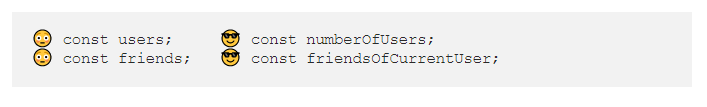 😳 const users; 😎 const numberOfUsers;
😳 const friends; 😎 const friendsOfCurrentUser;